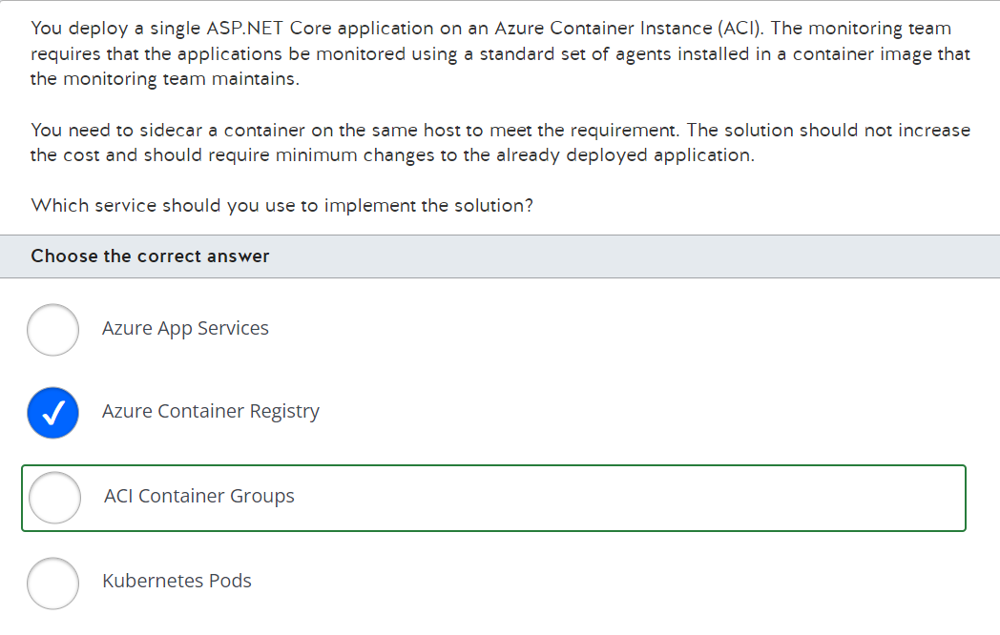 You deploy a single ASP.NET Core application on an Azure Container Instance (ACI). The monitoring team
requires that the applications be monitored using a standard set of agents installed in a container image that
the monitoring team maintains.
You need to sidecar a container on the same host to meet the requirement. The solution should not increase
the cost and should require minimum changes to the already deployed application.
Which service should you use to implement the solution?
Choose the correct answer
Azure App Services
Azure Container Registry
ACI Container Groups
Kubernetes Pods